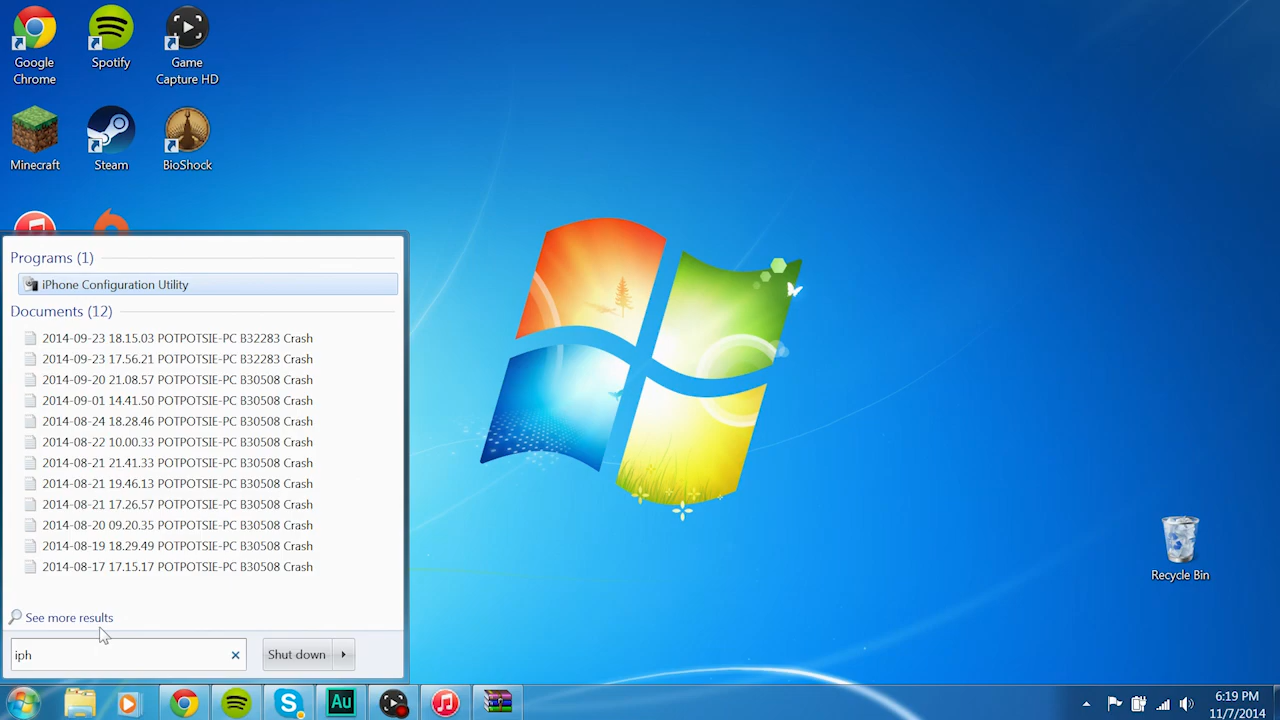 Google
Chrome
Spotify
Game
Capture HD
Minecraft
Steam
BioShock
Programs (1)
iPhone Configuration Utility
Documents (12)
2014-09-23 18.15.03 POTPOTSIE-PC B32283 Crash
2014-09-23 17.56.21 POTPOTSIE-PC B32283 Crash
2014-09-20 21.08.57 POTPOTSIE-PC B30508 Crash
2014-09-01 14.41.50 POTPOTSIE-PC B30508 Crash
2014-08-24 18.28.46 POTPOTSIE-PC B30508 Crash
2014-08-22 10.00.33 POTPOTSIE-PC B30508 Crash
2014-08-21 21.41.33 POTPOTSIE-PC B30508 Crash
2014-08-21 19.46.13 POTPOTSIE-PC B30508 Crash
2014-08-21 17.26.57 POTPOTSIE-PC B30508 Crash
2014-08-20 09.20.35 POTPOTSIE-PC B30508 Crash
2014-08-19 18.29.49 POTPOTSIE-PC B30508 Crash
2014-08-17 17.15.17 POTPOTSIE-PC B30508 Crash
See more results
iph
Shut down
Recycle Bin
Au
6:19 PM
11/7/2014